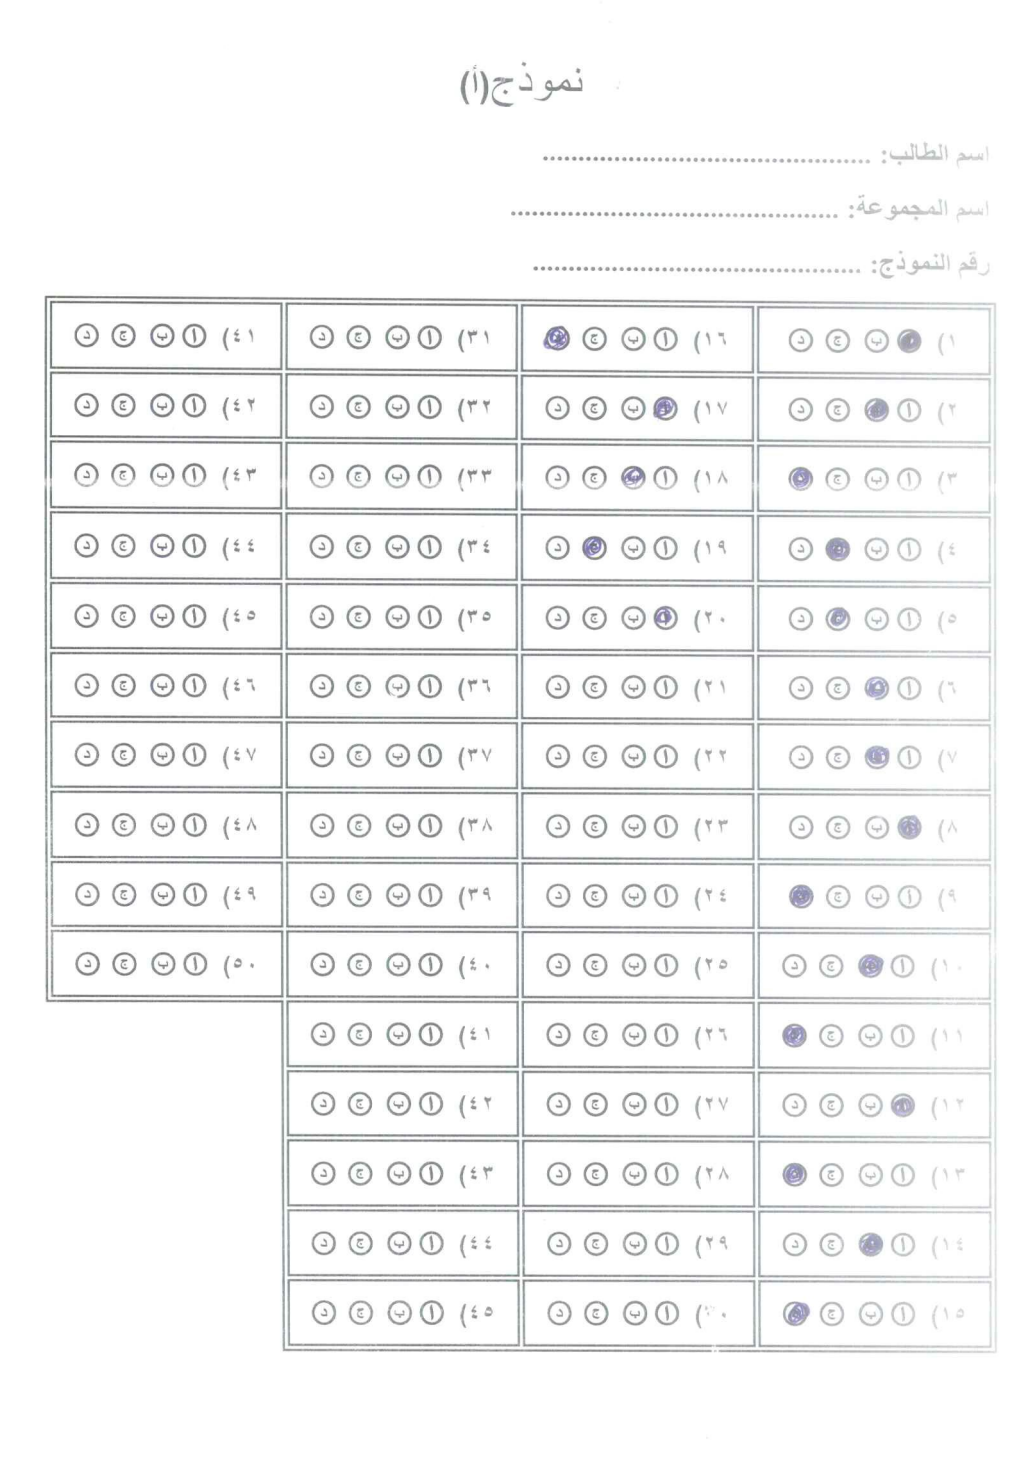 نموذج(أ)
اسم الطالب: ..............................................
اسم المجموعة: ..............................................
رقم النموذج: ..............................................
١) ب ج د ١٦) ا ب ج ٣١) ا ب ج د ٤١) ا ب ج د
٢) ا ج د ١٧) ب ج د ٣٢) ا ب ج د ٤٢) ا ب ج د
٣) ا ب ج ١٨) ا ج د ٣٣) ا ب ج د ٤٣) ا ب ج د
٤) ا ب د ١٩) ا ب د ٣٤) ا ب ج د ٤٤) ا ب ج د
٥) ا ب د ٢٠) ب ج د ٣٥) ا ب ج د ٤٥) ا ب ج د
٦) ا ج د ٢١) ا ب ج د ٣٦) ا ب ج د ٤٦) ا ب ج د
٧) ا ج د ٢٢) ا ب ج د ٣٧) ا ب ج د ٤٧) ا ب ج د
٨) ب ج د ٢٣) ا ب ج د ٣٨) ا ب ج د ٤٨) ا ب ج د
٩) ا ب ج ٢٤) ا ب ج د ٣٩) ا ب ج د ٤٩) ا ب ج د
١٠) ا ج د ٢٥) ا ب ج د ٤٠) ا ب ج د ٥٠) ا ب ج د
١١) ا ب ج ٢٦) ا ب ج د ٤١) ا ب ج د
١٢) ب ج د ٢٧) ا ب ج د ٤٢) ا ب ج د
١٣) ا ب ج ٢٨) ا ب ج د ٤٣) ا ب ج د
١٤) ا ج د ٢٩) ا ب ج د ٤٤) ا ب ج د
١٥) ا ب ج ا ب ج د ٤٥) ا ب ج د